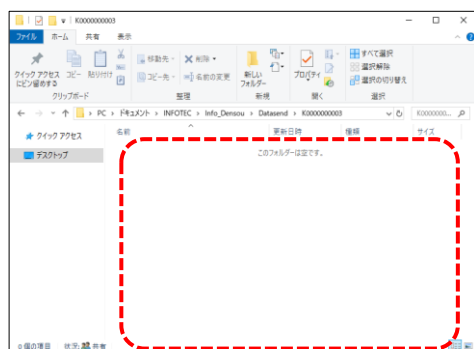 K0000000003
ファイル ホーム 共有 表示
クイック アクセスにピン留めする コピー 貼り付け
移動先 削除
コピー先 名前の変更
新しいフォルダー
プロパティ
すべて選択
選択解除
選択の切り替え
クリップボード 整理 新規 開く 選択
PC › ドキュメント › INFOTEC › Info_Densou › Datasend › K0000000003 K0000000...
クイック アクセス
デスクトップ
名前 更新日時 種類 サイズ
このフォルダーは空です。
0 個の項目 状況: 共有